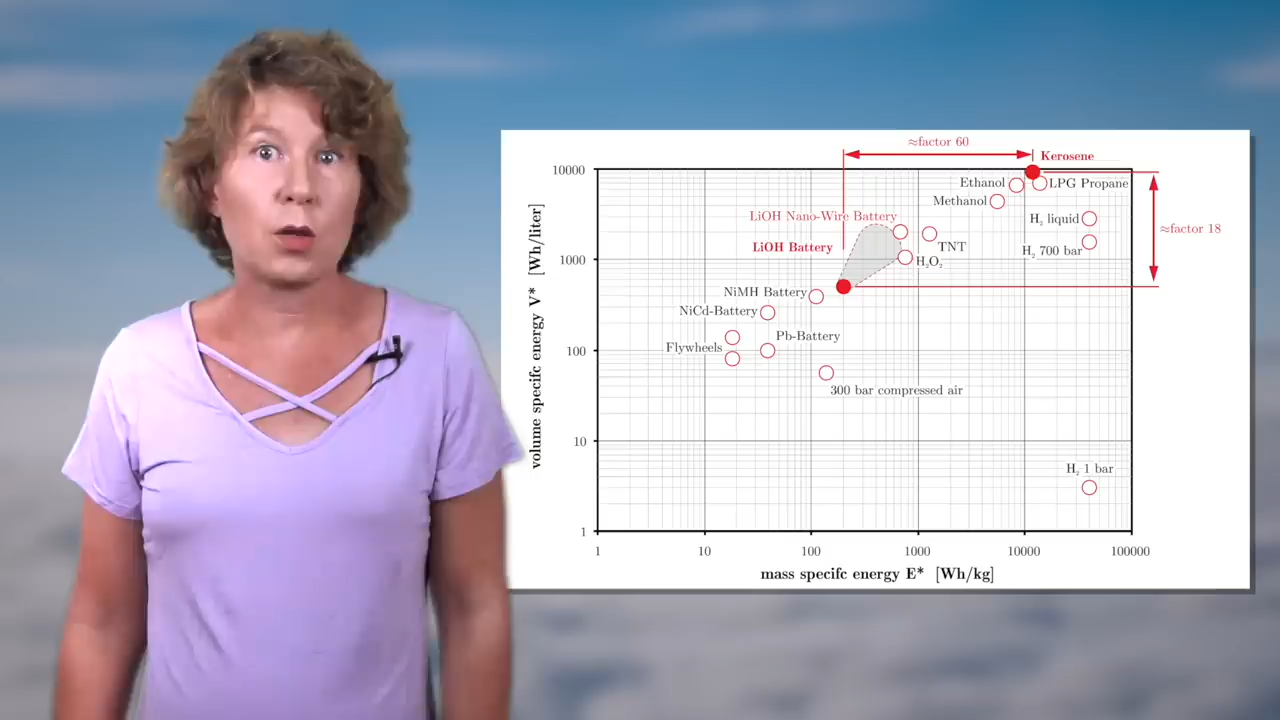 ≈factor 60
Kerosene
10000
Ethanol
LPG Propane
Methanol
LiOH Nano-Wire Battery
H₂ liquid
≈factor 18
LiOH Battery
TNT
H₂ 700 bar
1000
H₂O₂
NiMH Battery
NiCd-Battery
Pb-Battery
Flywheels
100
300 bar compressed air
10
H₂ 1 bar
1
1 10 100 1000 10000 100000
volume specifc energy V* [Wh/liter]
mass specifc energy E* [Wh/kg]